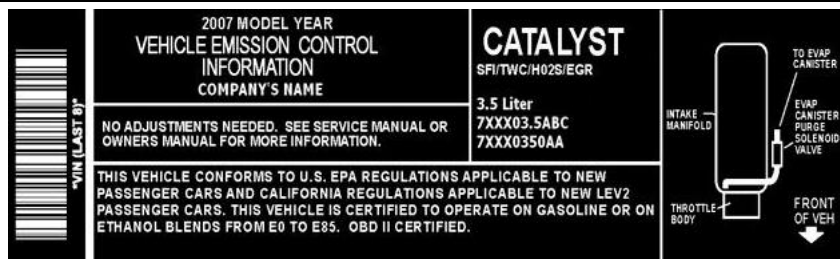 *VIN (LAST 8)*
2007 MODEL YEAR
VEHICLE EMISSION CONTROL
INFORMATION
COMPANY'S NAME
NO ADJUSTMENTS NEEDED. SEE SERVICE MANUAL OR
OWNERS MANUAL FOR MORE INFORMATION.
CATALYST
SFI/TWC/HO2S/EGR
3.5 Liter
7XXX03.5ABC
7XXX0350AA
THIS VEHICLE CONFORMS TO U.S. EPA REGULATIONS APPLICABLE TO NEW
PASSENGER CARS AND CALIFORNIA REGULATIONS APPLICABLE TO NEW LEV2
PASSENGER CARS. THIS VEHICLE IS CERTIFIED TO OPERATE ON GASOLINE OR ON
ETHANOL BLENDS FROM E0 TO E85. OBD II CERTIFIED.
TO EVAP
CANISTER
INTAKE
MANIFOLD
EVAP
CANISTER
PURGE
SOLENOID
VALVE
THROTTLE
BODY
FRONT
OF VEH